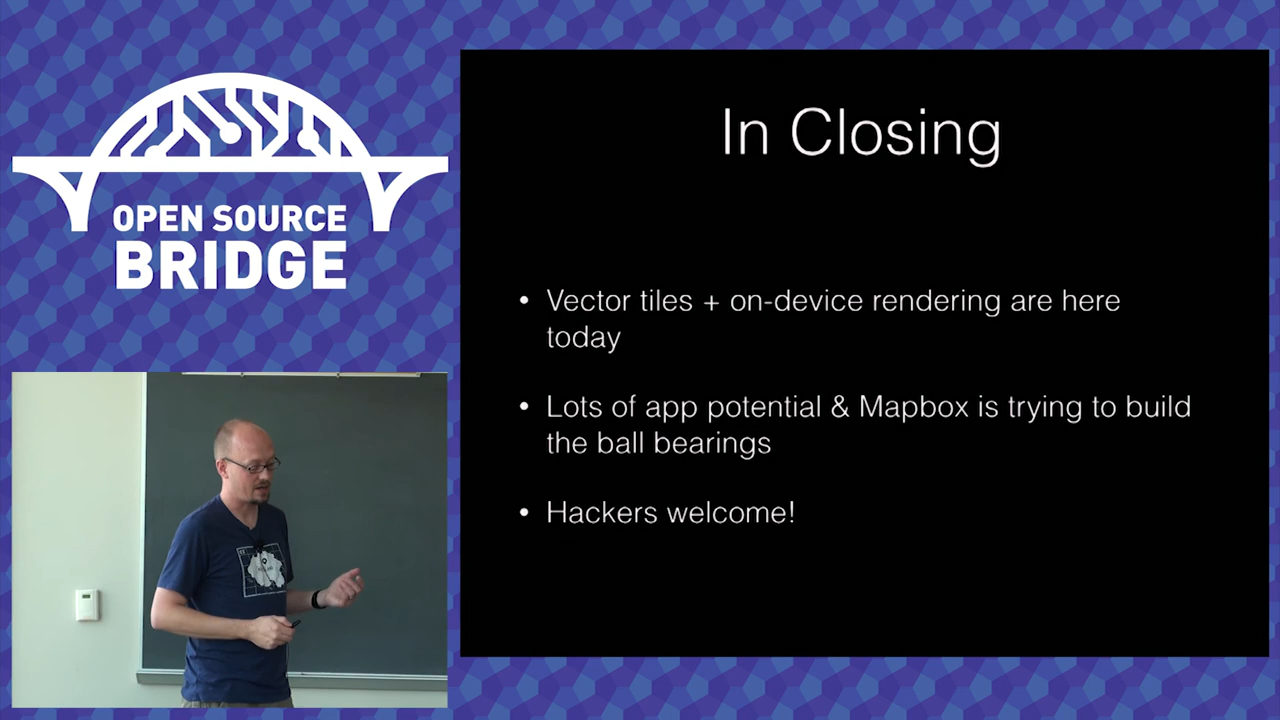 OPEN SOURCE
BRIDGE
In Closing
• Vector tiles + on-device rendering are here
today
• Lots of app potential & Mapbox is trying to build
the ball bearings
• Hackers welcome!